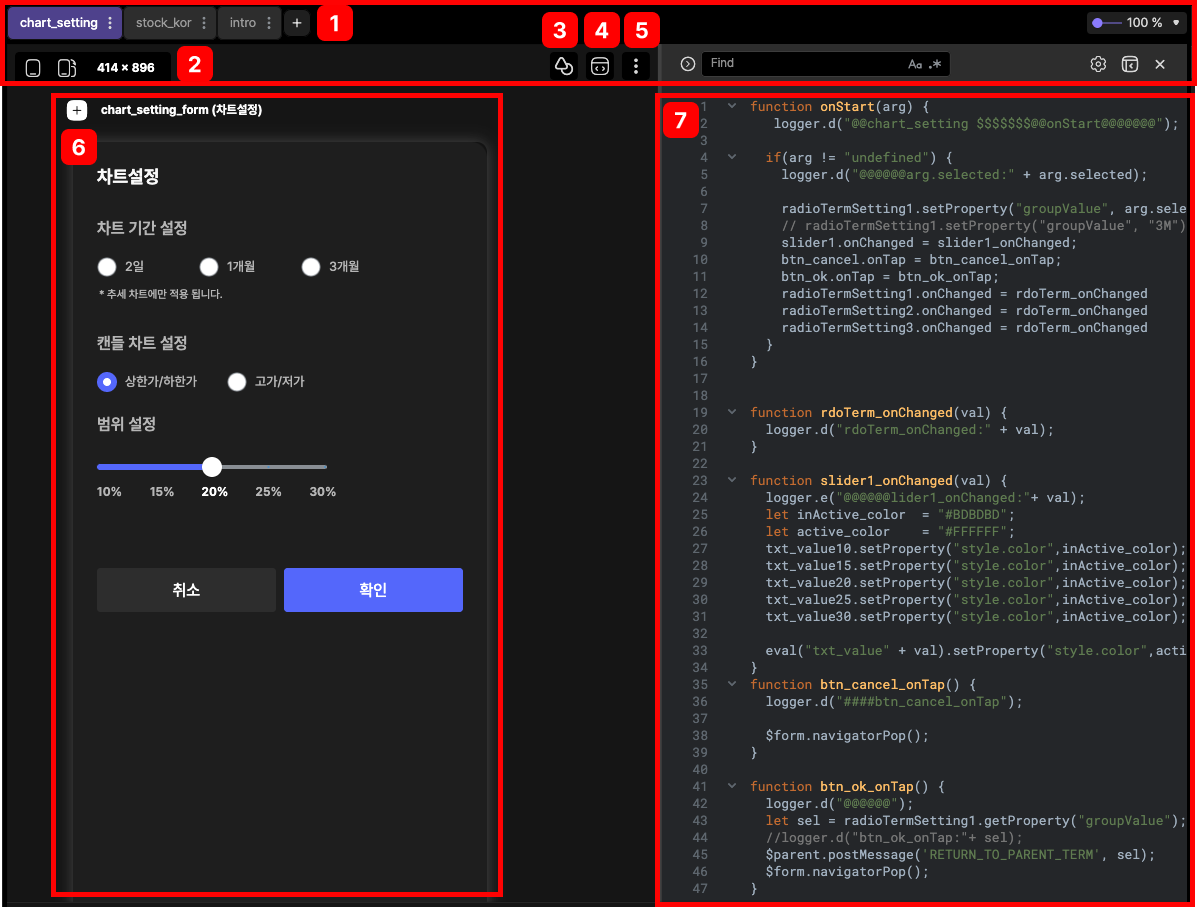 chart_setting
stock_kor
intro
+
1
100 %
414 × 896
2
3
4
5
Find
Aa .*
+ chart_setting_form (차트설정)
6
차트설정
차트 기간 설정
2일 1개월 3개월
* 추세 차트에만 적용 됩니다.
캔들 차트 설정
상한가/하한가 고가/저가
범위 설정
10% 15% 20% 25% 30%
취소 확인
7
1 function onStart(arg) {
2 logger.d("@@chart_setting $$$$$$$@@onStart@@@@@@@");
3
4 if(arg != "undefined") {
5 logger.d("@@@@@@arg.selected:" + arg.selected);
6
7 radioTermSetting1.setProperty("groupValue", arg.sele
8 // radioTermSetting1.setProperty("groupValue", "3M")
9 slider1.onChanged = slider1_onChanged;
10 btn_cancel.onTap = btn_cancel_onTap;
11 btn_ok.onTap = btn_ok_onTap;
12 radioTermSetting1.onChanged = rdoTerm_onChanged
13 radioTermSetting2.onChanged = rdoTerm_onChanged
14 radioTermSetting3.onChanged = rdoTerm_onChanged
15 }
16 }
17
18
19 function rdoTerm_onChanged(val) {
20 logger.d("rdoTerm_onChanged:" + val);
21 }
22
23 function slider1_onChanged(val) {
24 logger.e("@@@@@@lider1_onChanged:"+ val);
25 let inActive_color = "#BDBDBD";
26 let active_color = "#FFFFFF";
27 txt_value10.setProperty("style.color",inActive_color);
28 txt_value15.setProperty("style.color",inActive_color);
29 txt_value20.setProperty("style.color",inActive_color);
30 txt_value25.setProperty("style.color",inActive_color);
31 txt_value30.setProperty("style.color",inActive_color);
32
33 eval("txt_value" + val).setProperty("style.color",acti
34 }
35 function btn_cancel_onTap() {
36 logger.d("####btn_cancel_onTap");
37
38 $form.navigatorPop();
39 }
40
41 function btn_ok_onTap() {
42 logger.d("@@@@@@");
43 let sel = radioTermSetting1.getProperty("groupValue");
44 //logger.d("btn_ok_onTap:"+ sel);
45 $parent.postMessage('RETURN_TO_PARENT_TERM', sel);
46 $form.navigatorPop();
47 }